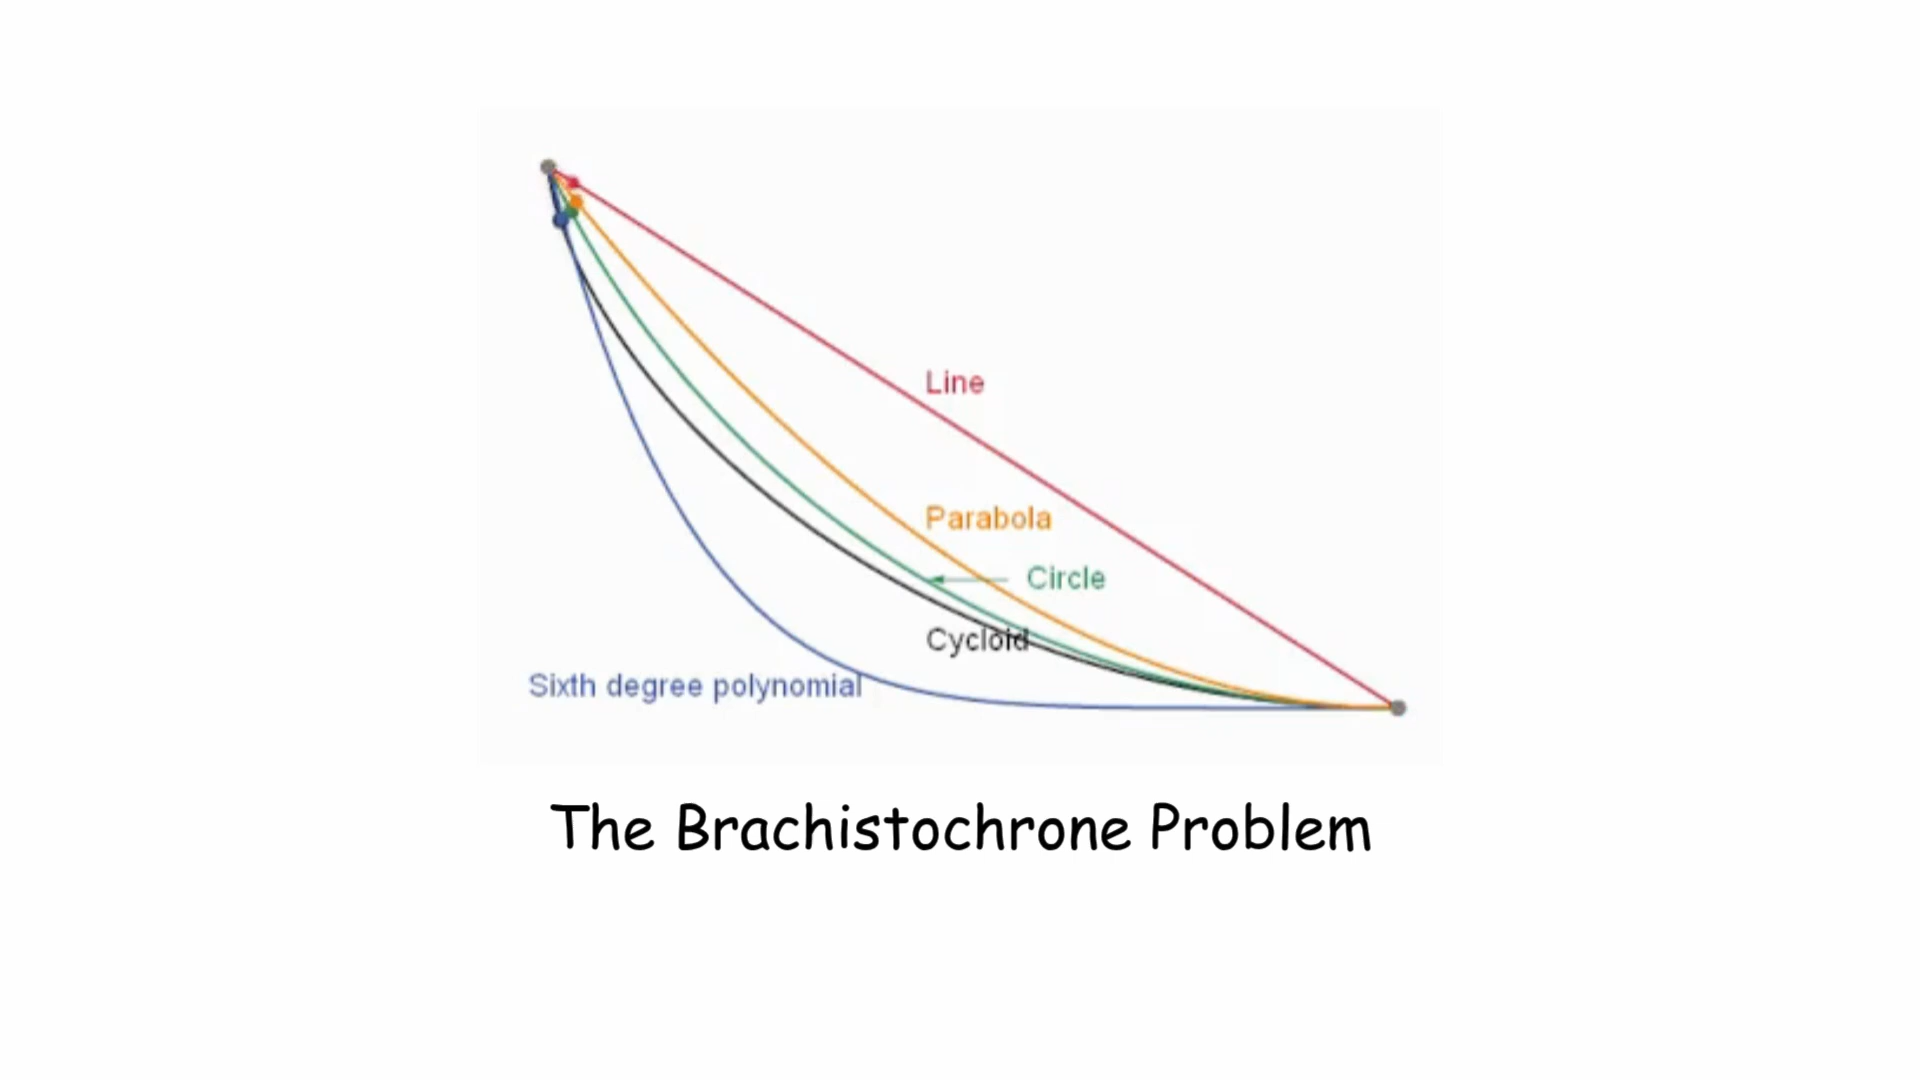 Line
Parabola
Circle
Cycloid
Sixth degree polynomial
The Brachistochrone Problem